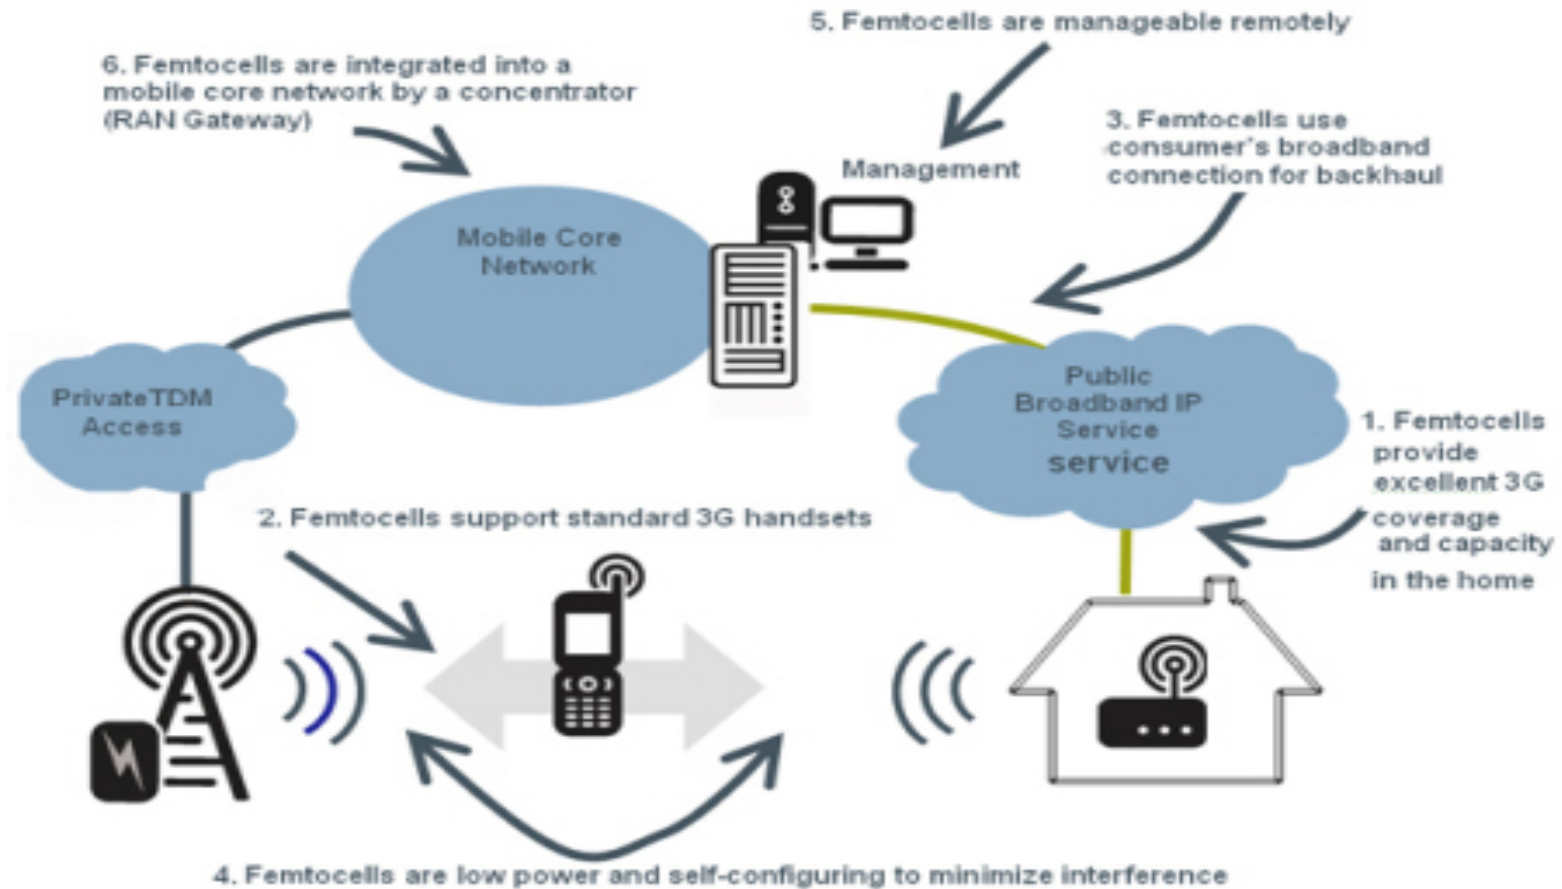 5. Femtocells are manageable remotely
6. Femtocells are integrated into a
mobile core network by a concentrator
(RAN Gateway)
3. Femtocells use
consumer's broadband
connection for backhaul
Management
Mobile Core
Network
PrivateTDM
Access
Public
Broadband IP
Service
service
1. Femtocells
provide
excellent 3G
coverage
and capacity
in the home
2. Femtocells support standard 3G handsets
4. Femtocells are low power and self-configuring to minimize interference